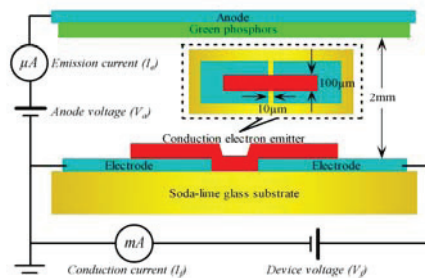 Anode
Green phosphors
μA
Emission current (Ie)
Anode voltage (Va)
100μm
10μm
2mm
Conduction electron emitter
Electrode
Electrode
Soda-lime glass substrate
mA
Conduction current (If)
Device voltage (Vf)